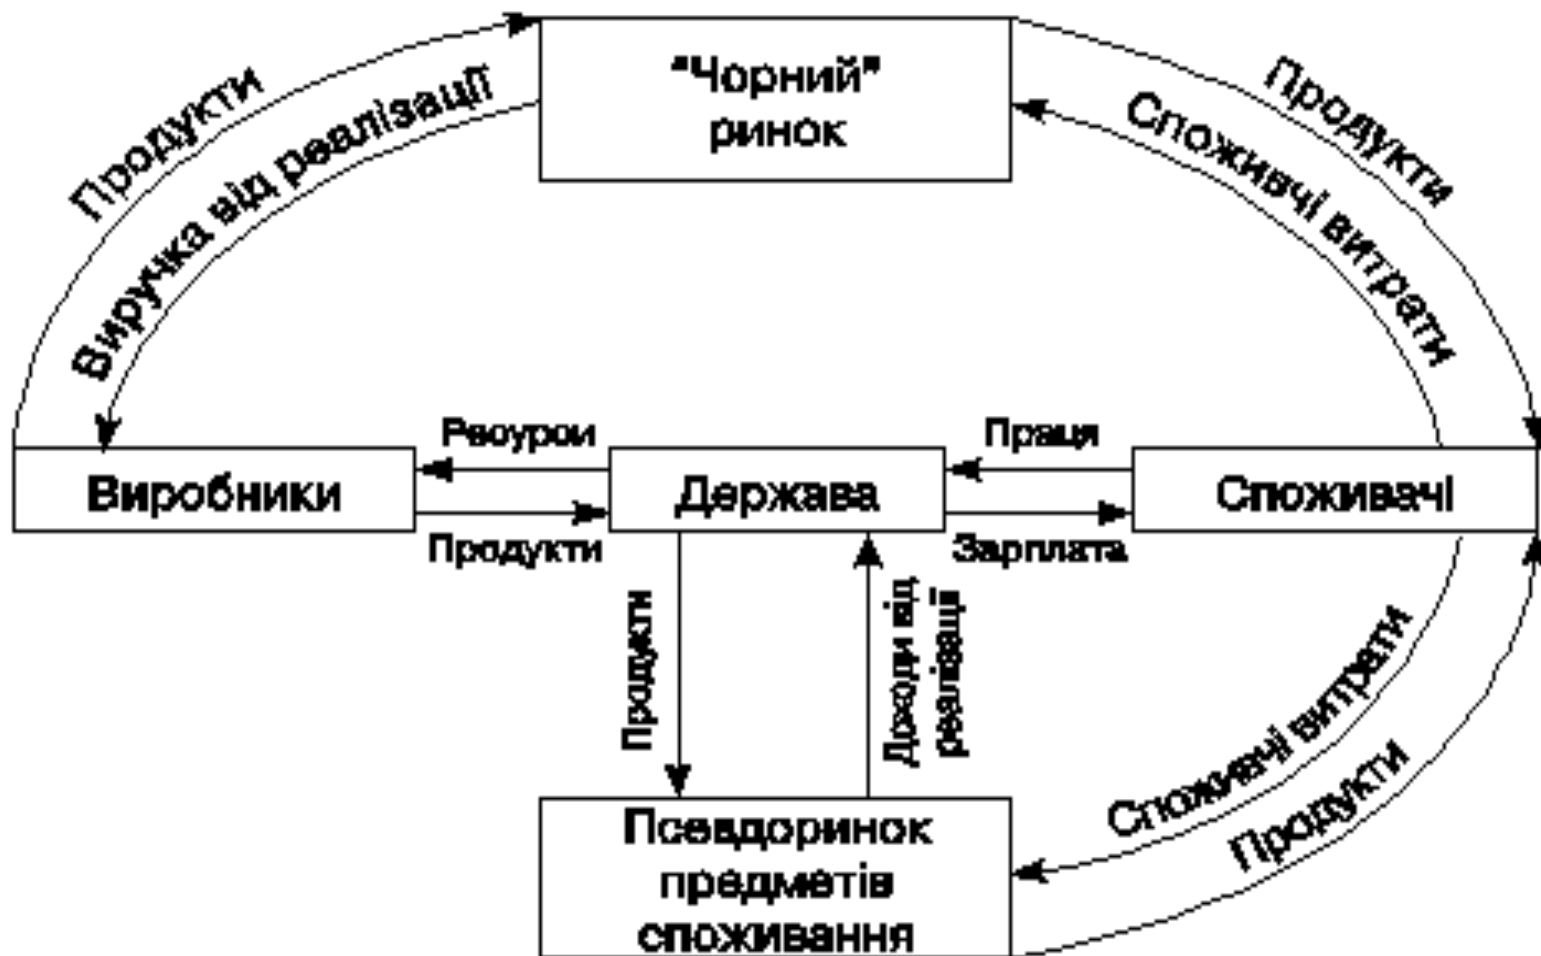 "Чорний"
ринок
Продукти
Виручка від реалізації
Продукти
Споживчі витрати
Ресурси
Праця
Виробники
Держава
Споживачі
Продукти
Зарплата
Продукти
Доходи від
реалізації
Споживчі витрати
Продукти
Псевдоринок
предметів
споживання